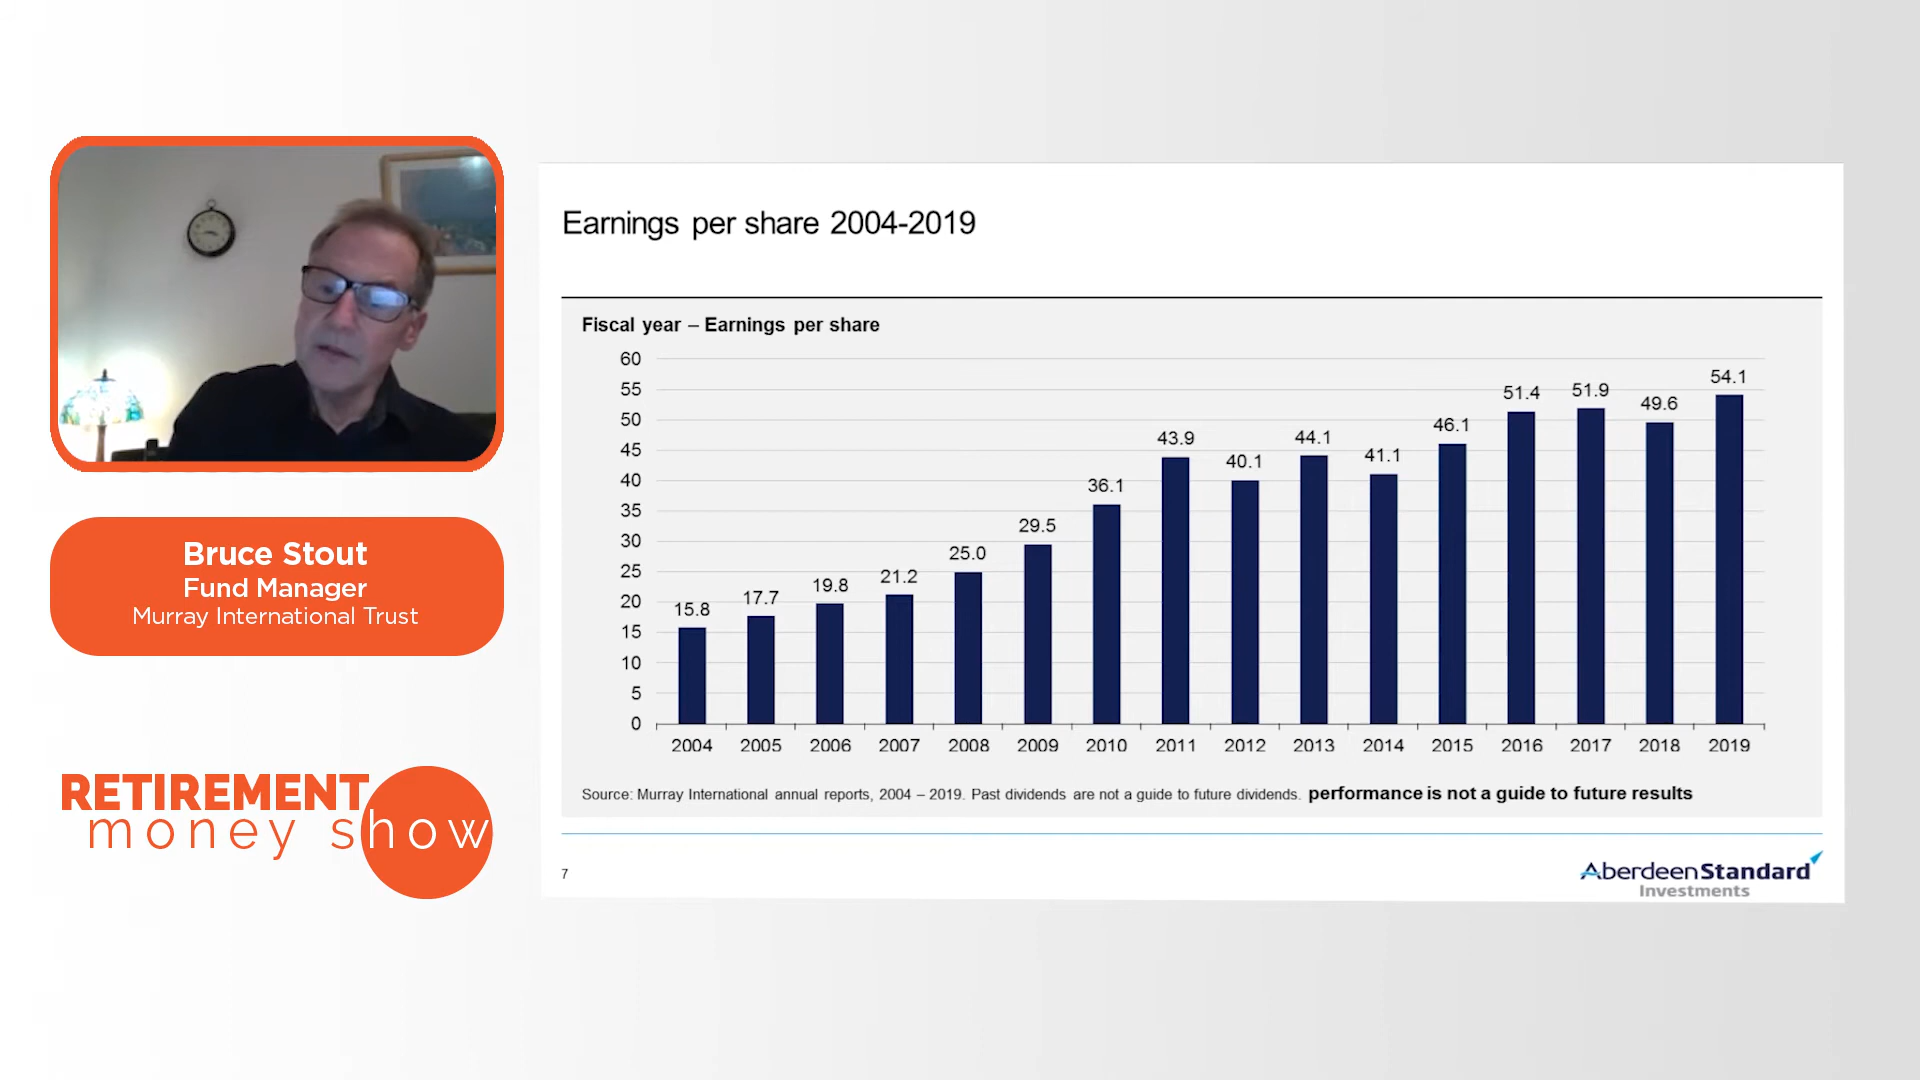 Bruce Stout
Fund Manager
Murray International Trust
RETIREMENT
money show
Earnings per share 2004-2019
Fiscal year – Earnings per share
60
55
50
45
40
35
30
25
20
15
10
5
0
15.8
17.7
19.8
21.2
25.0
29.5
36.1
43.9
40.1
44.1
41.1
46.1
51.4
51.9
49.6
54.1
2004 2005 2006 2007 2008 2009 2010 2011 2012 2013 2014 2015 2016 2017 2018 2019
Source: Murray International annual reports, 2004 – 2019. Past dividends are not a guide to future dividends. performance is not a guide to future results
7
Aberdeen Standard
Investments